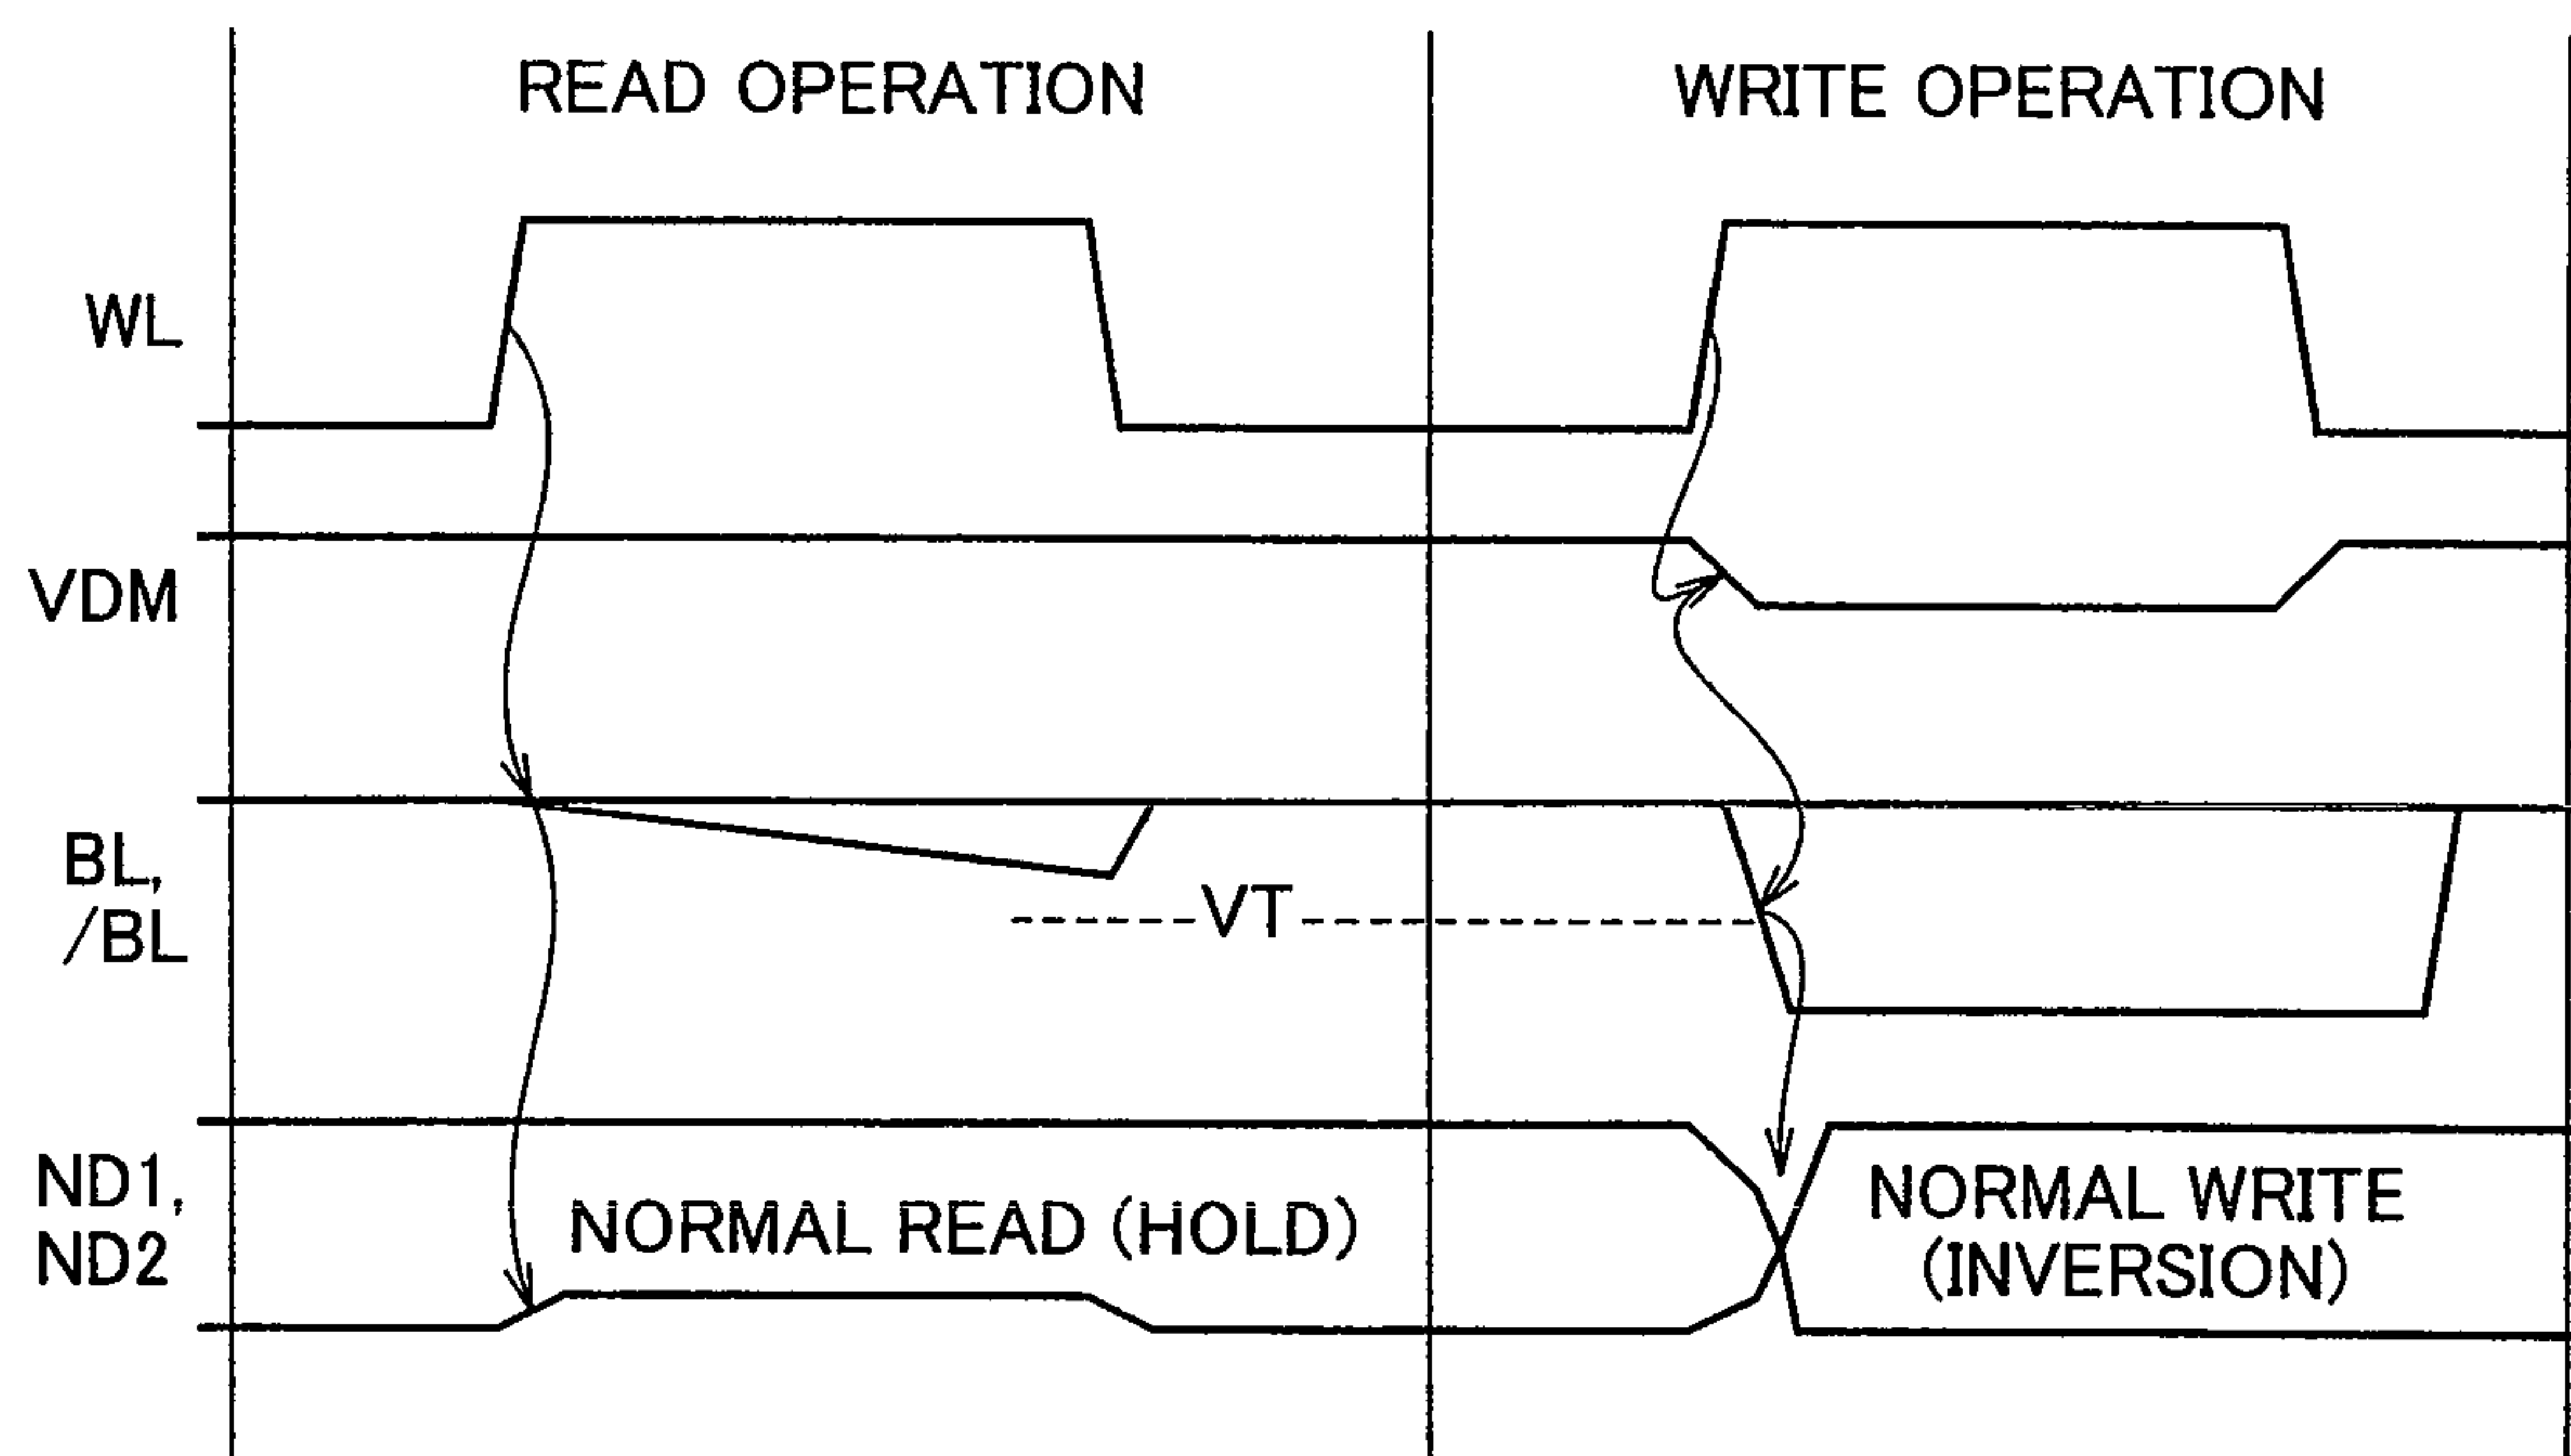 READ OPERATION
WRITE OPERATION
WL
VDM
BL,
/BL
VT
ND1,
ND2
NORMAL READ (HOLD)
NORMAL WRITE
(INVERSION)